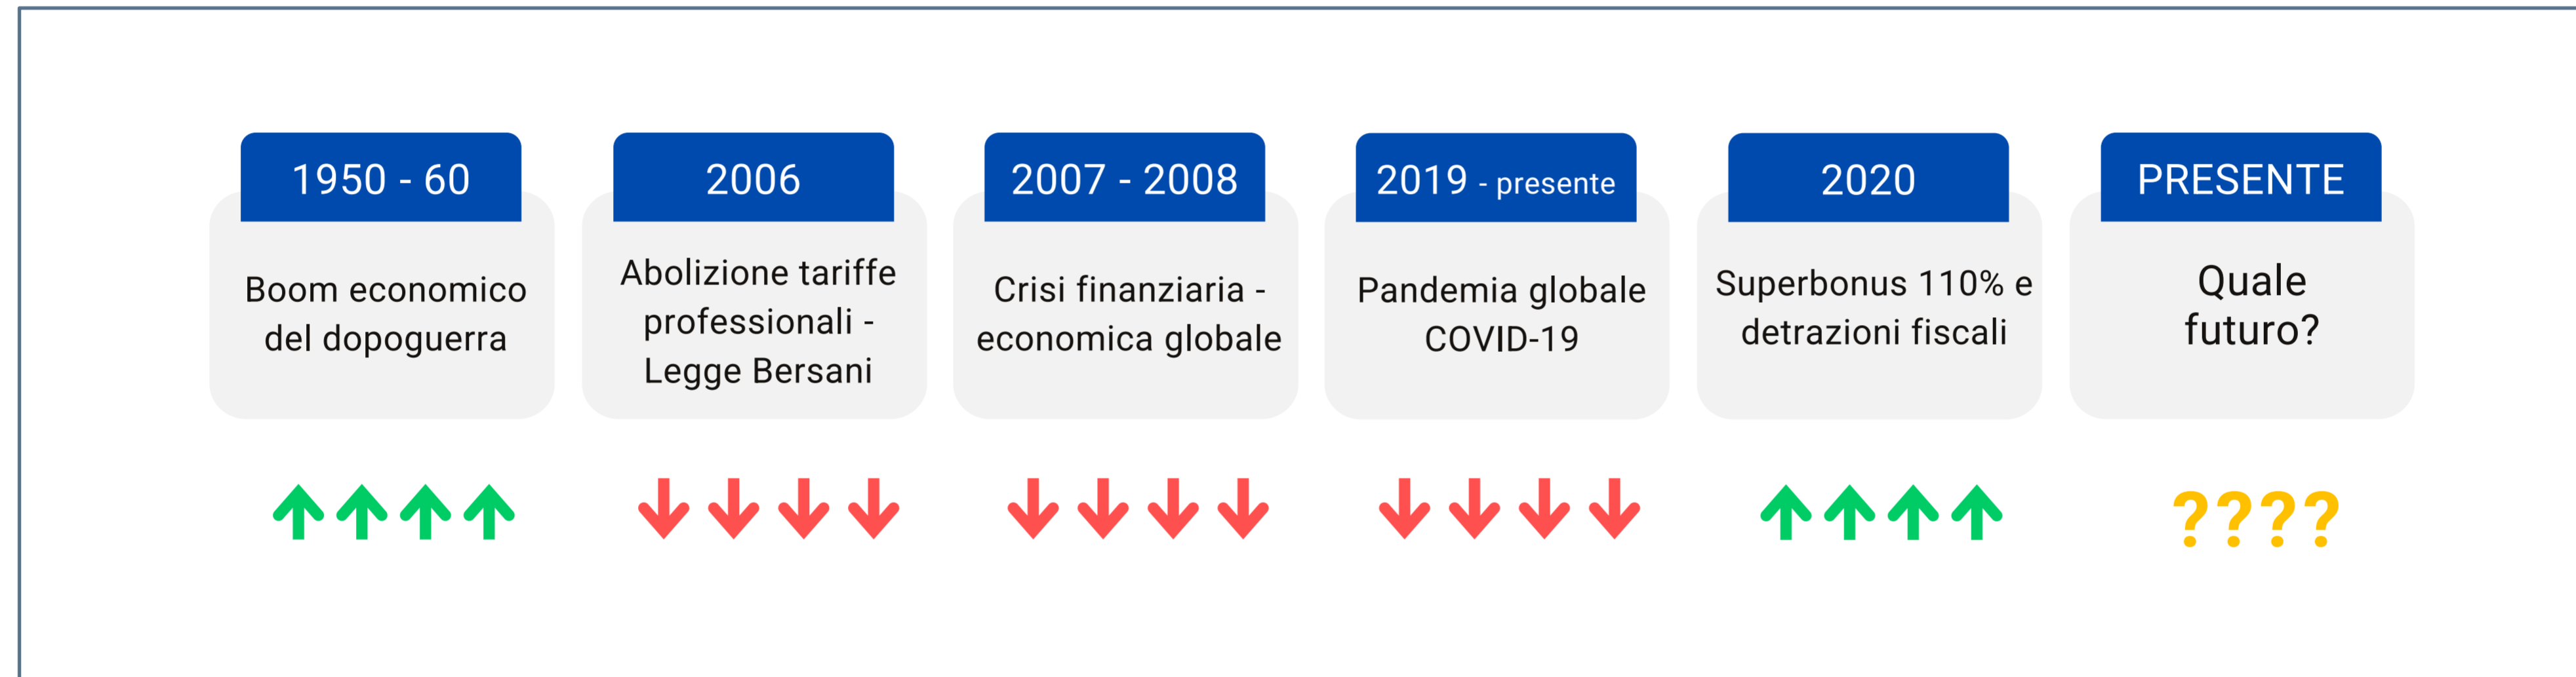 1950 - 60
Boom economico
del dopoguerra
2006
Abolizione tariffe
professionali -
Legge Bersani
2007 - 2008
Crisi finanziaria -
economica globale
2019 - presente
Pandemia globale
COVID-19
2020
Superbonus 110% e
detrazioni fiscali
PRESENTE
Quale
futuro?
????